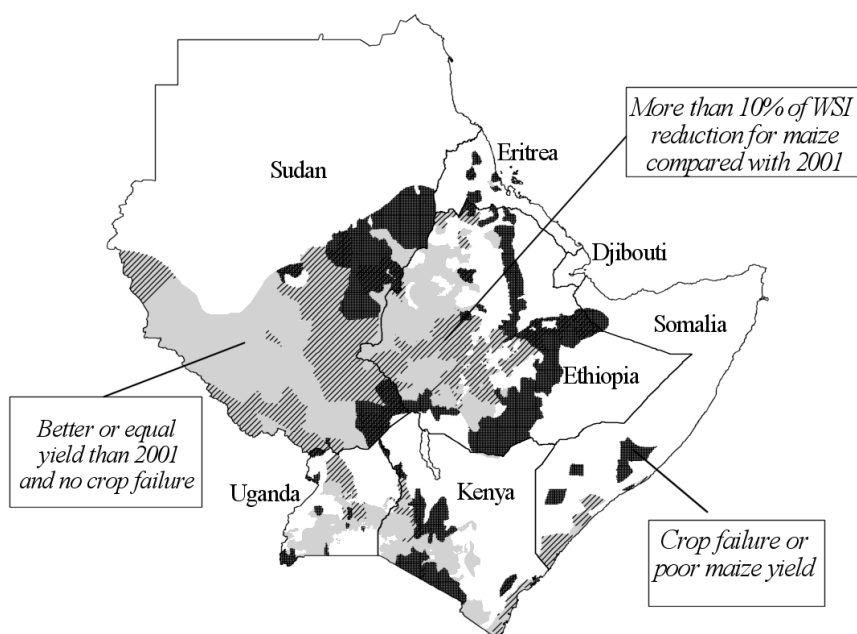 More than 10% of WSI
reduction for maize
compared with 2001
Eritrea
Sudan
Djibouti
Somalia
Ethiopia
Better or equal
yield than 2001
and no crop failure
Uganda
Kenya
Crop failure or
poor maize yield